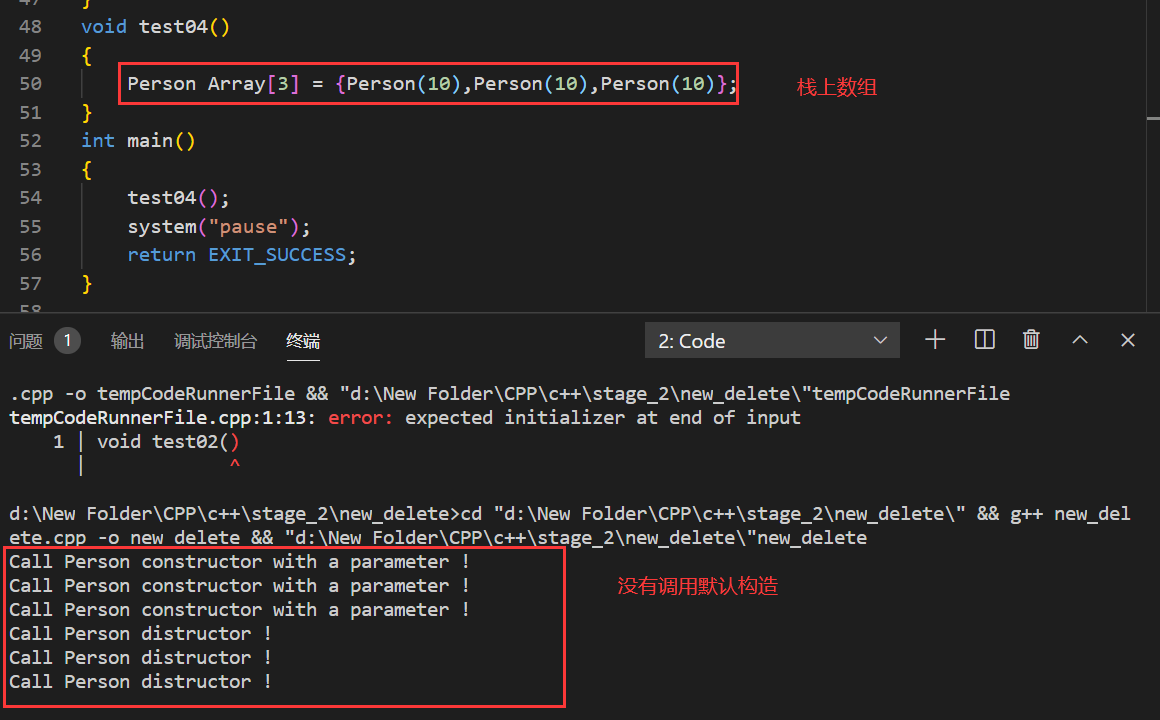 47 }
48 void test04()
49 {
50 Person Array[3] = {Person(10),Person(10),Person(10)}; 栈上数组
51 }
52 int main()
53 {
54 test04();
55 system("pause");
56 return EXIT_SUCCESS;
57 }
58
问题 1 输出 调试控制台 终端 2: Code
.cpp -o tempCodeRunnerFile && "d:\New Folder\CPP\c++\stage_2\new_delete\"tempCodeRunnerFile
tempCodeRunnerFile.cpp:1:13: error: expected initializer at end of input
1 | void test02()
| ^
d:\New Folder\CPP\c++\stage_2\new_delete>cd "d:\New Folder\CPP\c++\stage_2\new_delete\" && g++ new_del
ete.cpp -o new_delete && "d:\New Folder\CPP\c++\stage_2\new_delete\"new_delete
Call Person constructor with a parameter !
Call Person constructor with a parameter ! 没有调用默认构造
Call Person constructor with a parameter !
Call Person distructor !
Call Person distructor !
Call Person distructor !